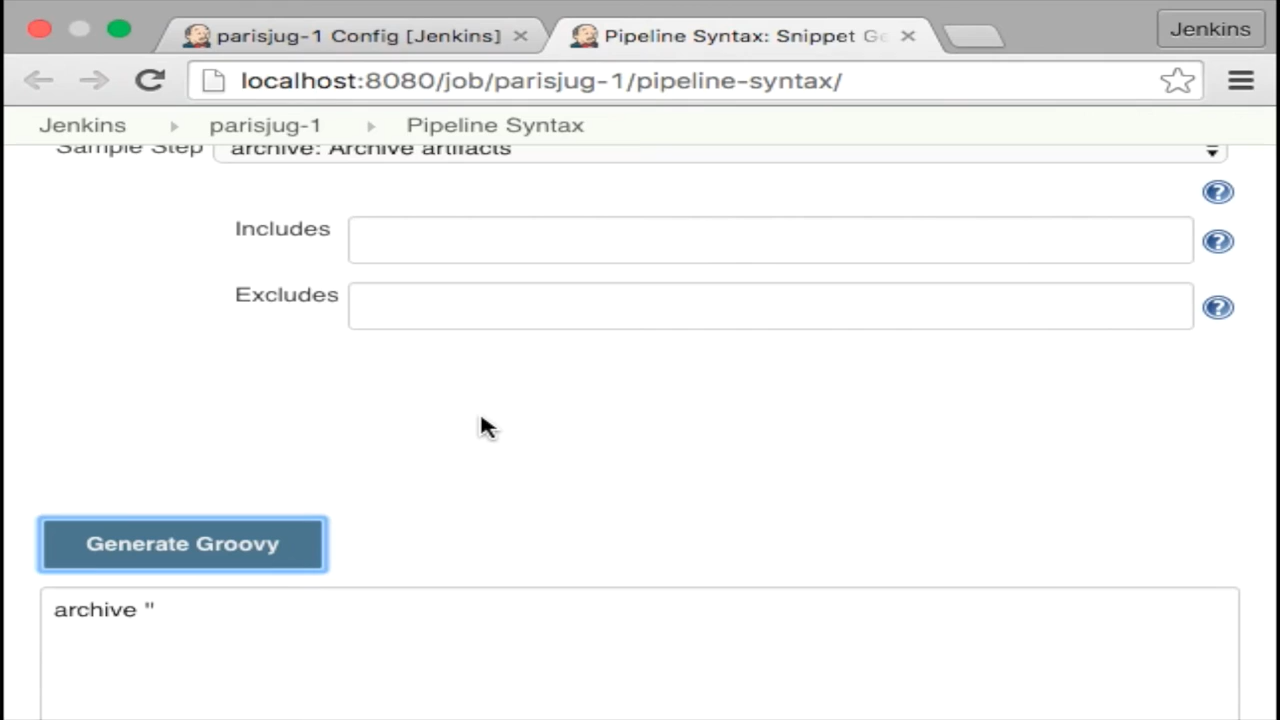 parisjug-1 Config [Jenkins]
Pipeline Syntax: Snippet Ge
Jenkins
localhost:8080/job/parisjug-1/pipeline-syntax/
Jenkins
parisjug-1
Pipeline Syntax
Sample Step
archive: Archive artifacts
?
Includes
?
Excludes
?
Generate Groovy
archive ''